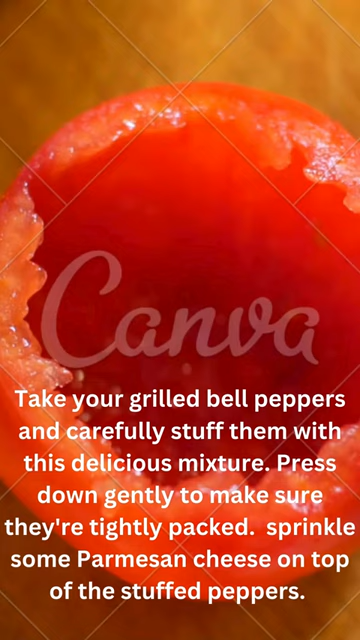 Canva
Take your grilled bell peppers
and carefully stuff them with
this delicious mixture. Press
down gently to make sure
they're tightly packed.  sprinkle
some Parmesan cheese on top
of the stuffed peppers.